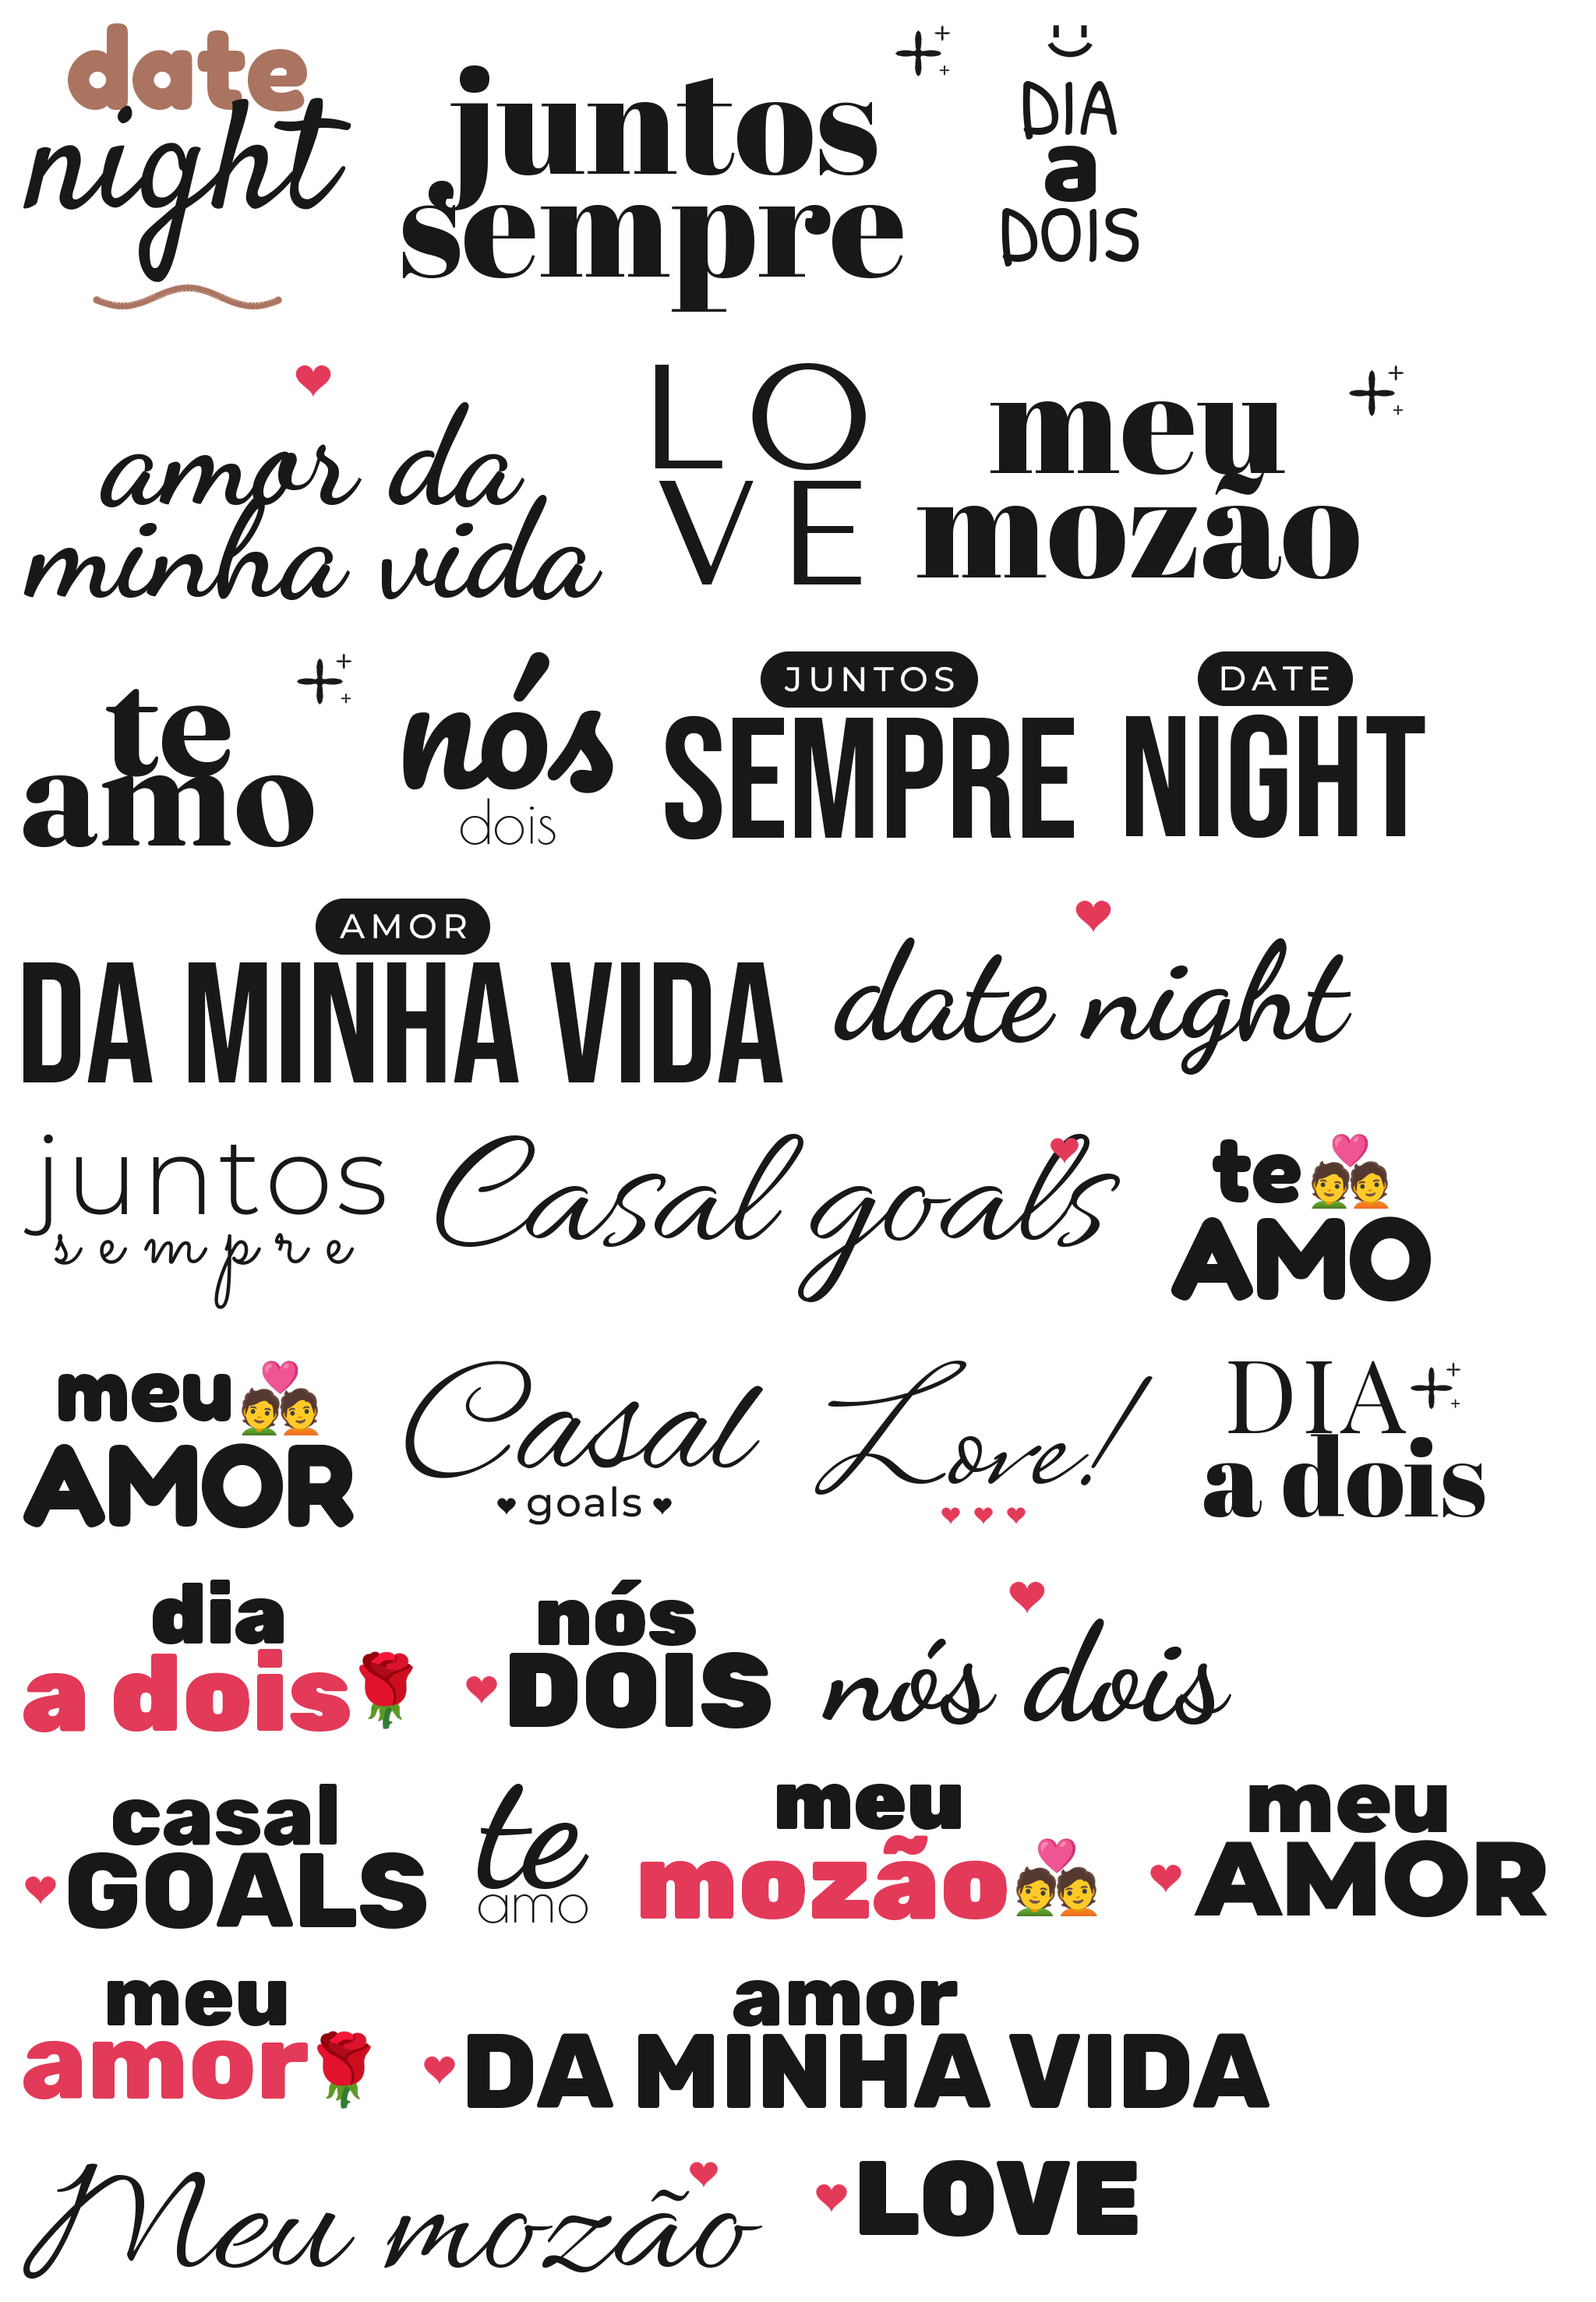 date
night
juntos
sempre
DIA
a
DOIS
amor da
minha vida
LO
VE
meu
mozão
te
amo
nós
dois
JUNTOS
SEMPRE
DATE
NIGHT
AMOR
DA MINHA VIDA
date night
juntos
sempre
Casal goals
te
AMO
meu
AMOR
Casal
goals
Love!
DIA
a dois
dia
a dois
nós
DOIS
nós dois
casal
GOALS
te
amo
meu
mozão
meu
AMOR
meu
amor
amor
DA MINHA VIDA
Meu mozão
LOVE